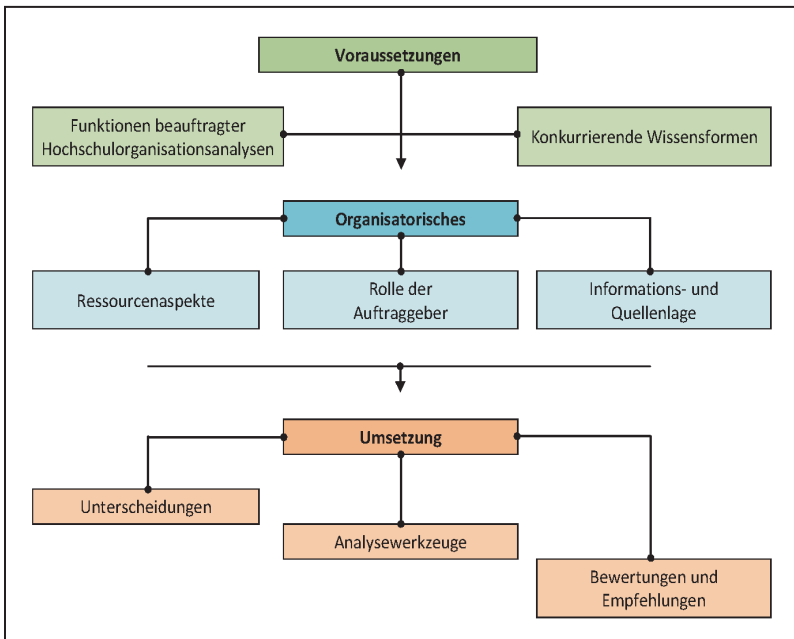 Voraussetzungen
Funktionen beauftragter
Hochschulorganisationsanalysen
Konkurrierende Wissensformen
Organisatorisches
Ressourcenaspekte
Rolle der
Auftraggeber
Informations- und
Quellenlage
Umsetzung
Unterscheidungen
Analysewerkzeuge
Bewertungen und
Empfehlungen